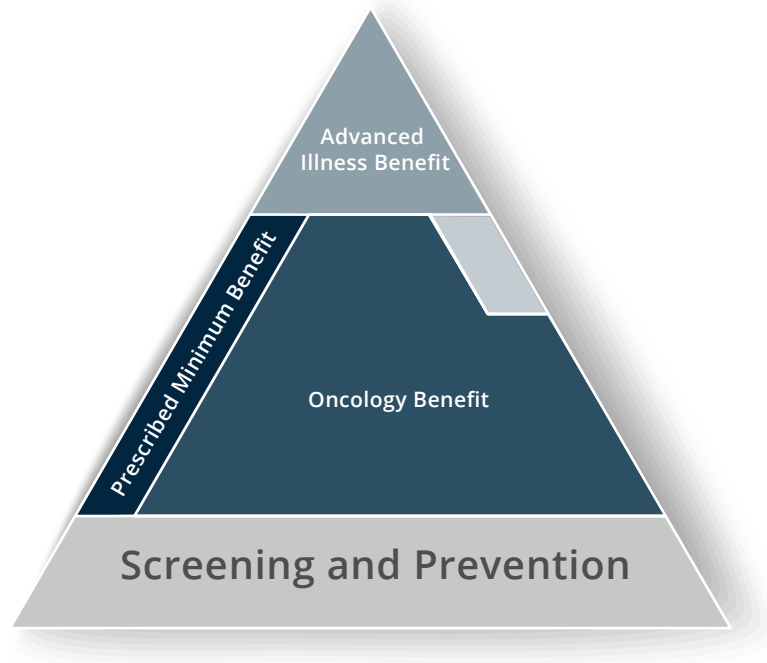 Advanced
Illness Benefit
Prescribed Minimum Benefit
Oncology Benefit
Screening and Prevention